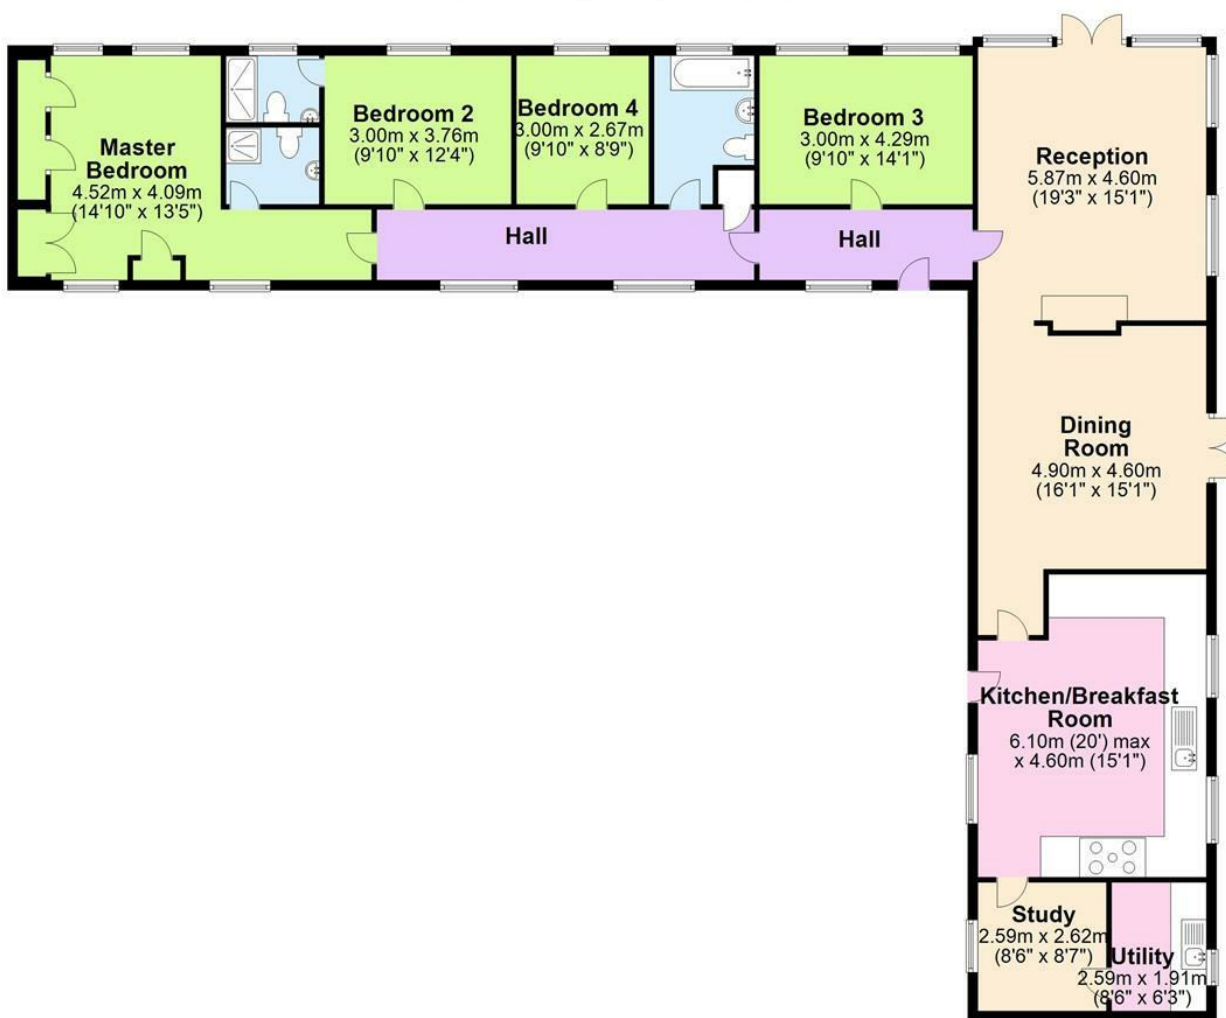 Master
Bedroom
4.52m x 4.09m
(14'10" x 13'5")
Bedroom 2
3.00m x 3.76m
(9'10" x 12'4")
Bedroom 4
3.00m x 2.67m
(9'10" x 8'9")
Bedroom 3
3.00m x 4.29m
(9'10" x 14'1")
Reception
5.87m x 4.60m
(19'3" x 15'1")
Hall
Hall
Dining
Room
4.90m x 4.60m
(16'1" x 15'1")
Kitchen/Breakfast
Room
6.10m (20') max
x 4.60m (15'1")
Study
2.59m x 2.62m
(8'6" x 8'7")
Utility
2.59m x 1.91m
(8'6" x 6'3")